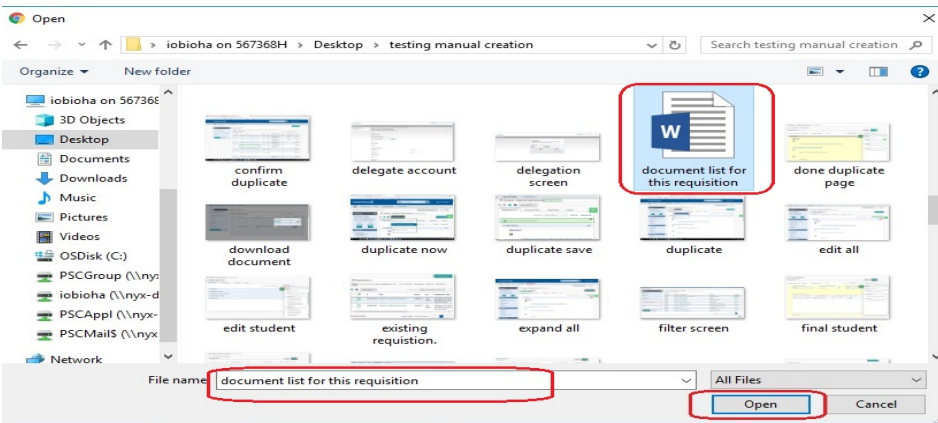 Open
iobioha on 567368H > Desktop > testing manual creation
Search testing manual creation
Organize
New folder
iobioha on 567368
3D Objects
Desktop
Documents
Downloads
Music
Pictures
Videos
OSDisk (C:)
PSCGroup (\\nyx
iobioha (\\nyx-d
PSCAppl (\\nyx-
PSCMail$ (\\nyx
Network
confirm
duplicate
delegate account
delegation
screen
W
document list for
this requisition
done duplicate
page
download
document
duplicate now
duplicate save
duplicate
edit all
edit student
existing
requistion.
expand all
filter screen
final student
File name
document list for this requisition
All Files
Open
Cancel